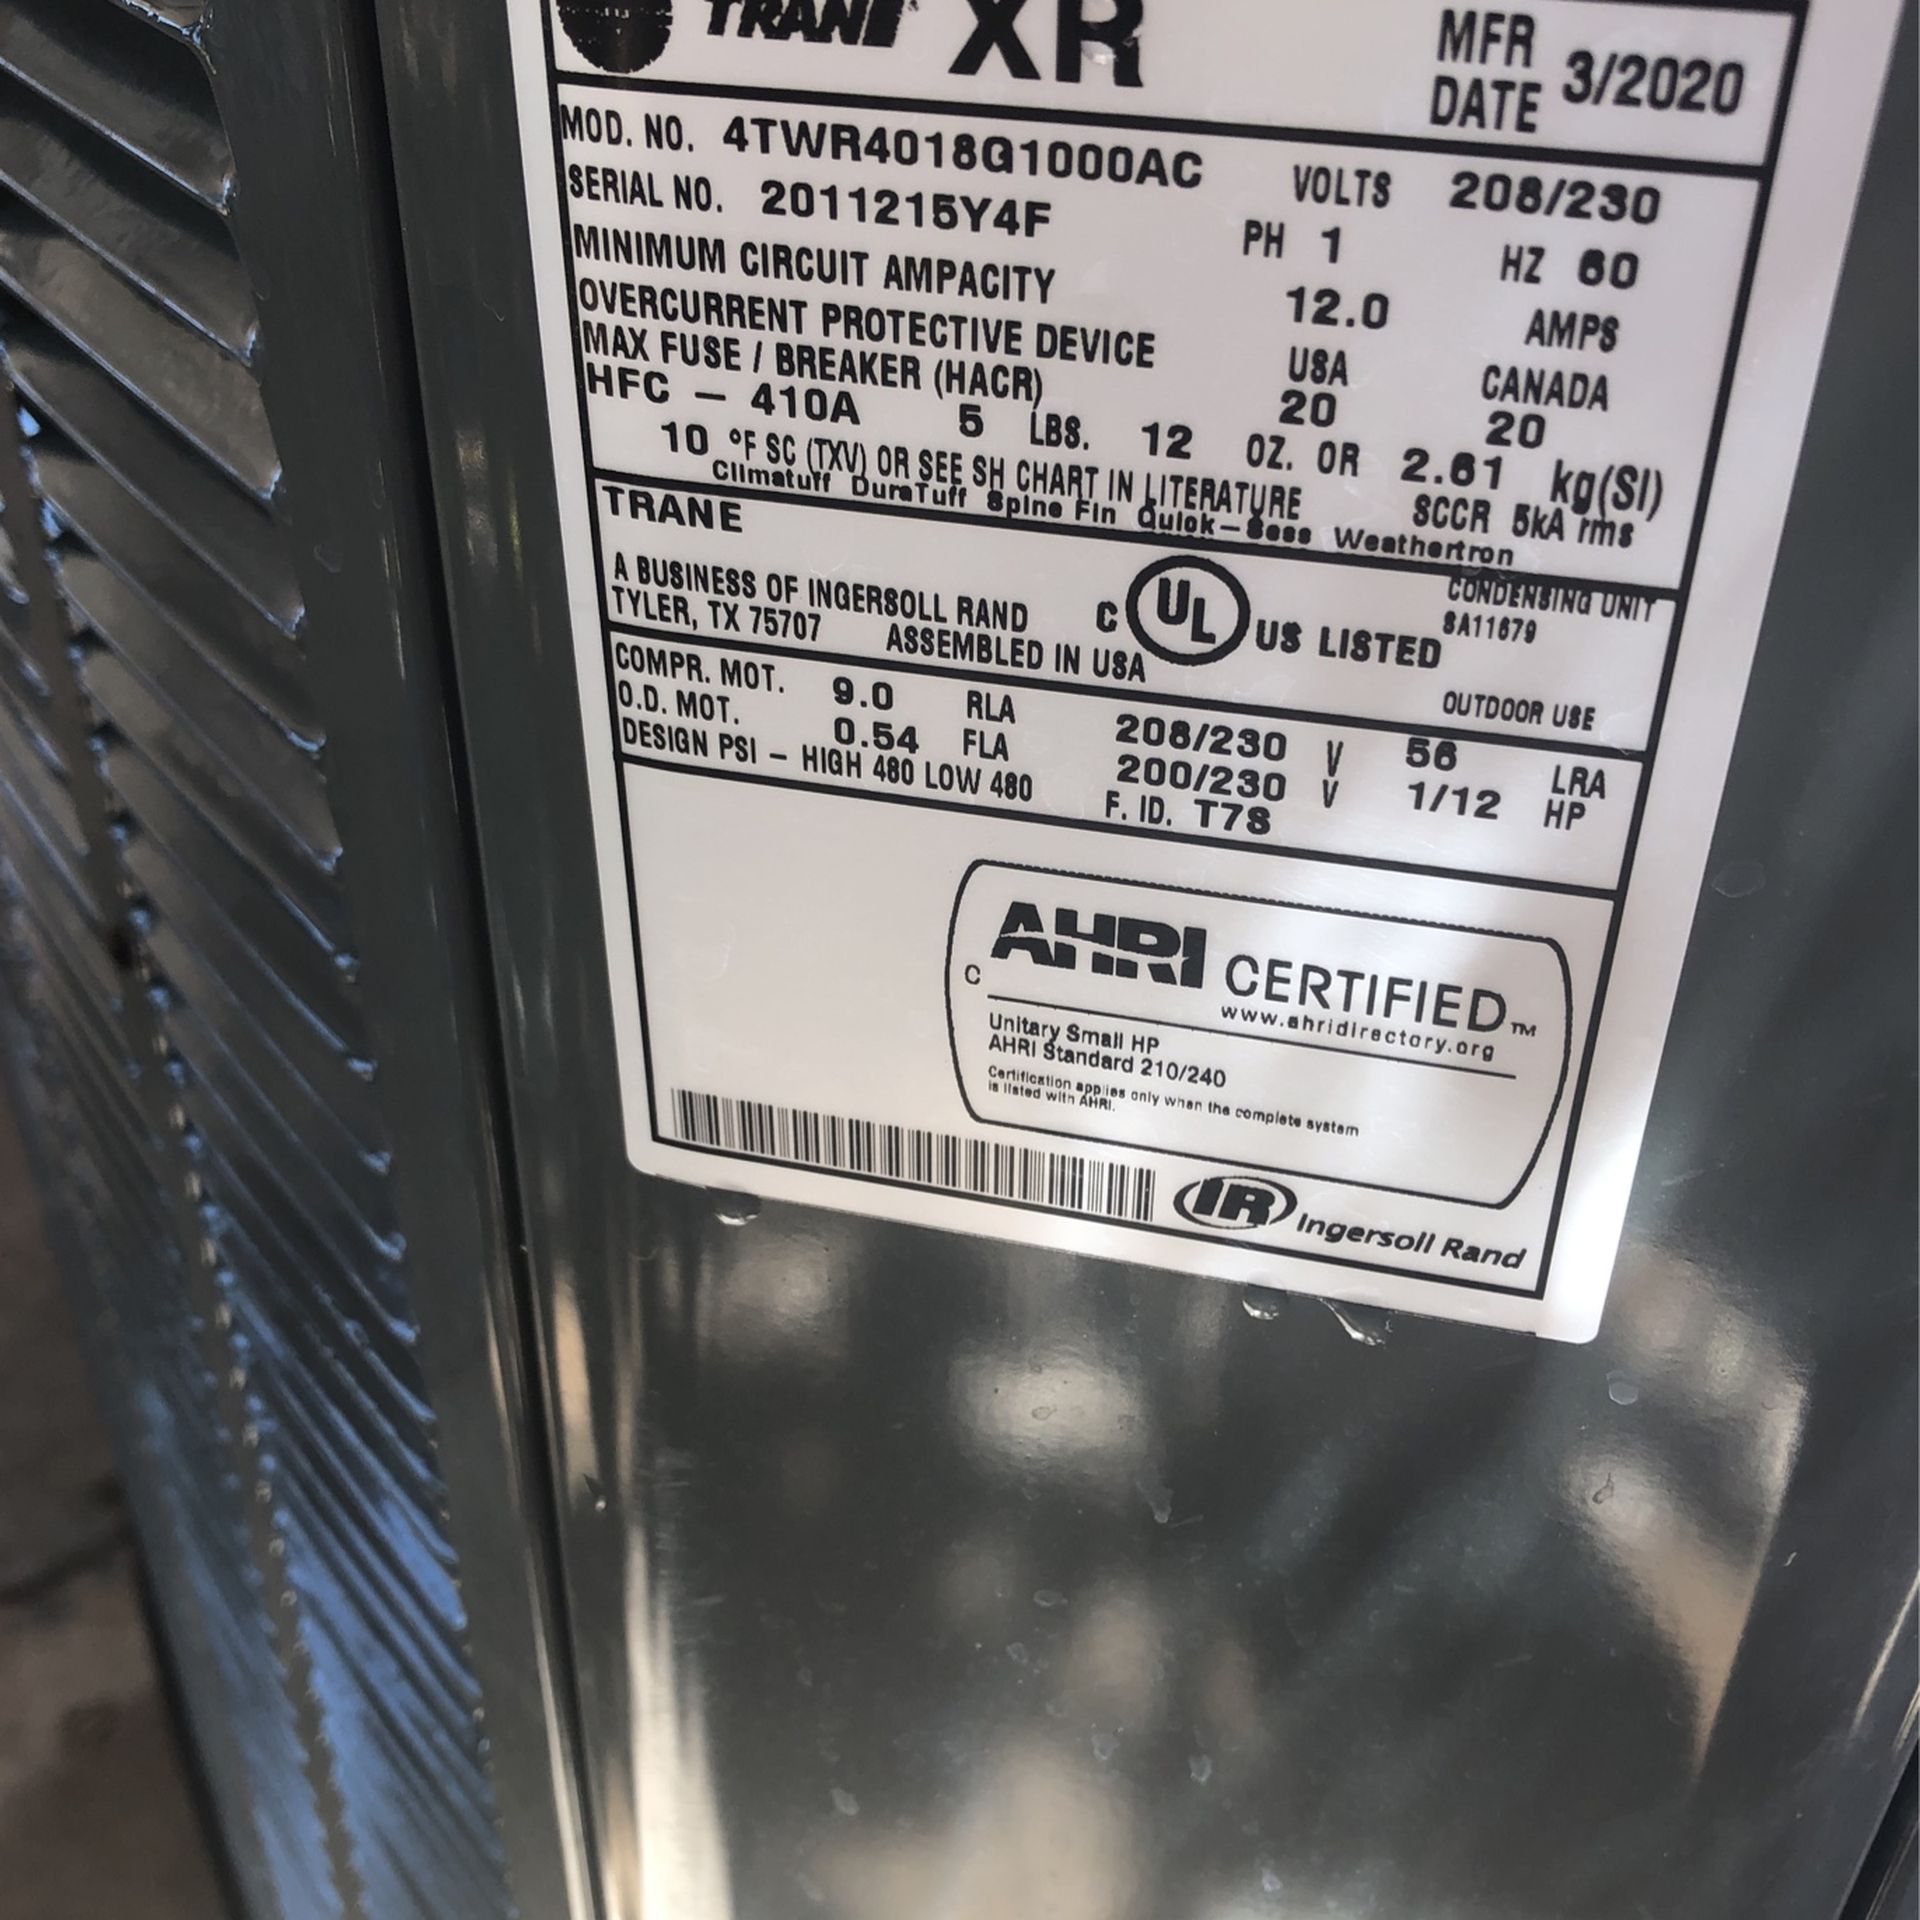 TRANE XR MFR DATE 3/2020
MOD. NO. 4TWR4018G1000AC VOLTS 208/230
SERIAL NO. 2011215Y4F PH 1 HZ 60
MINIMUM CIRCUIT AMPACITY 12.0 AMPS
OVERCURRENT PROTECTIVE DEVICE USA CANADA
MAX FUSE / BREAKER (HACR) 20 20
HFC - 410A 5 LBS. 12 OZ. OR 2.61 kg(SI)
10 °F SC (TXV) OR SEE SH CHART IN LITERATURE SCCR 5kA rms
Climatuff DuraTuff Spine Fin Quick-Sess Weathertron
TRANE
A BUSINESS OF INGERSOLL RAND
TYLER, TX 75707 ASSEMBLED IN USA
C UL US LISTED
CONDENSING UNIT
SA11679
OUTDOOR USE
COMPR. MOT. 9.0 RLA 208/230 V 56 LRA
O.D. MOT. 0.54 FLA 200/230 V 1/12 HP
DESIGN PSI - HIGH 480 LOW 480 F. ID. T7S
C AHRI CERTIFIED™
www.ahridirectory.org
Unitary Small HP
AHRI Standard 210/240
Certification applies only when the complete system
is listed with AHRI.
IR Ingersoll Rand